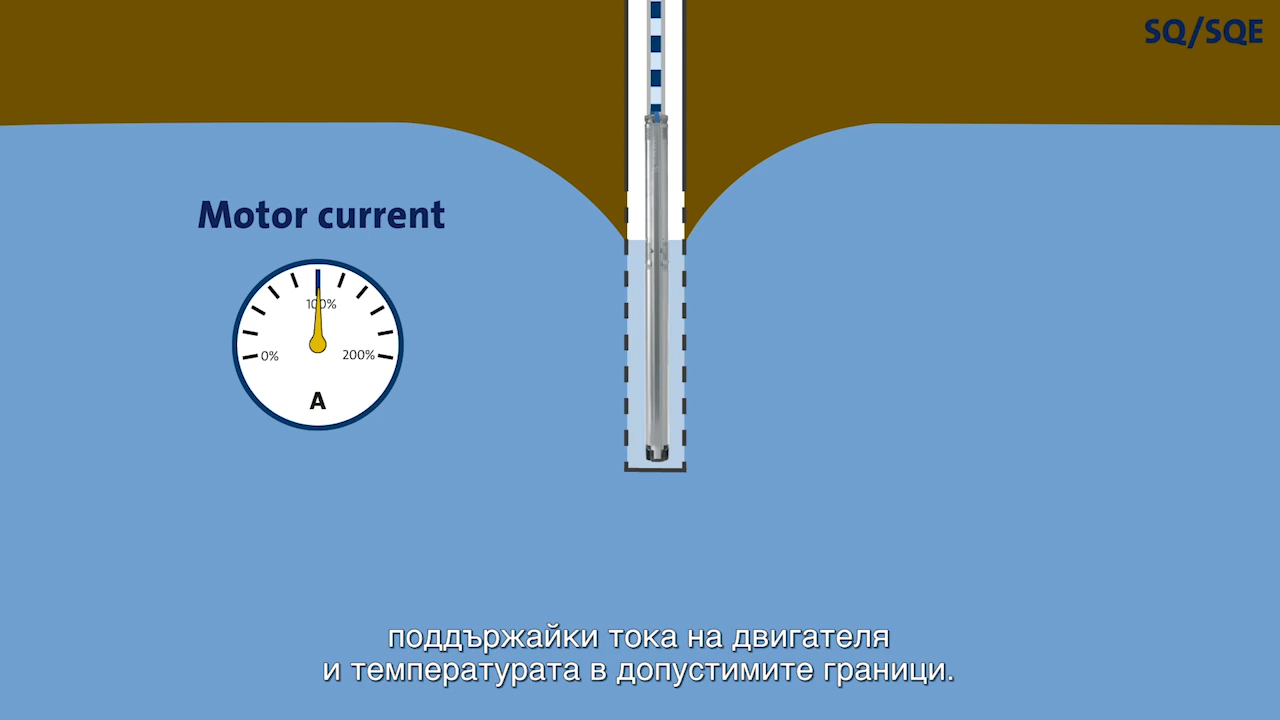 SQ/SQE
Motor current
100%
0%
200%
A
поддържайки тока на двигателя
и температурата в допустимите граници.